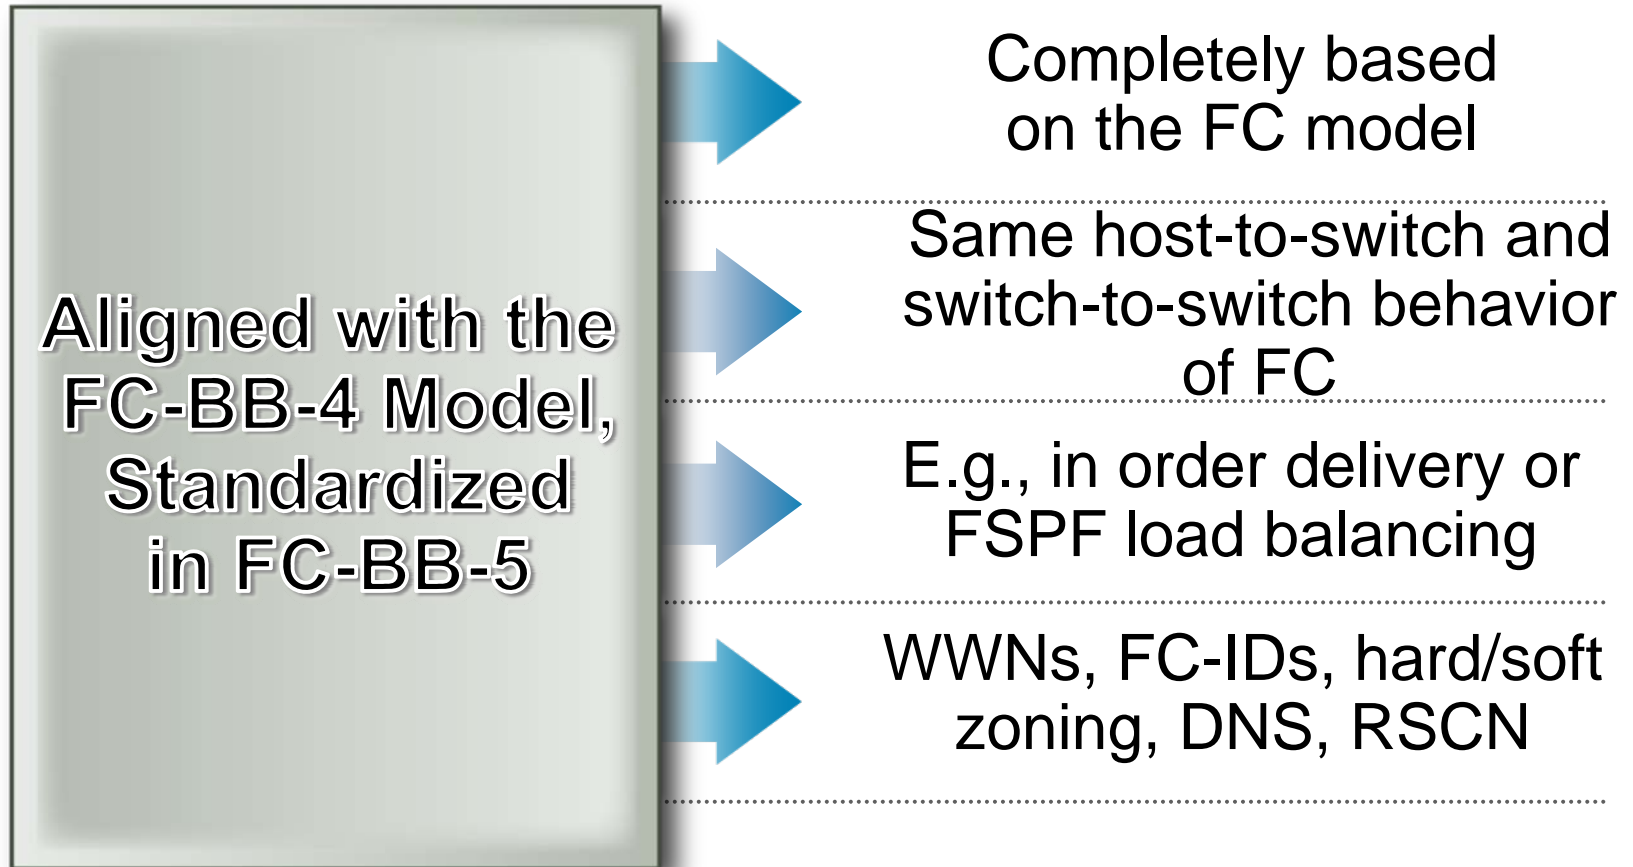 Aligned with the
FC-BB-4 Model,
Standardized
in FC-BB-5
Completely based
on the FC model
Same host-to-switch and
switch-to-switch behavior
of FC
E.g., in order delivery or
FSPF load balancing
WWNs, FC-IDs, hard/soft
zoning, DNS, RSCN